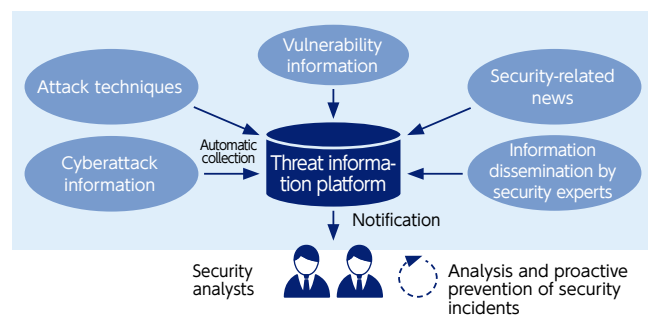 Vulnerability
information
Attack techniques
Security-related
news
Automatic
collection
Cyberattack
information
Threat informa-
tion platform
Information
dissemination by
security experts
Notification
Security
analysts
Analysis and proactive
prevention of security
incidents